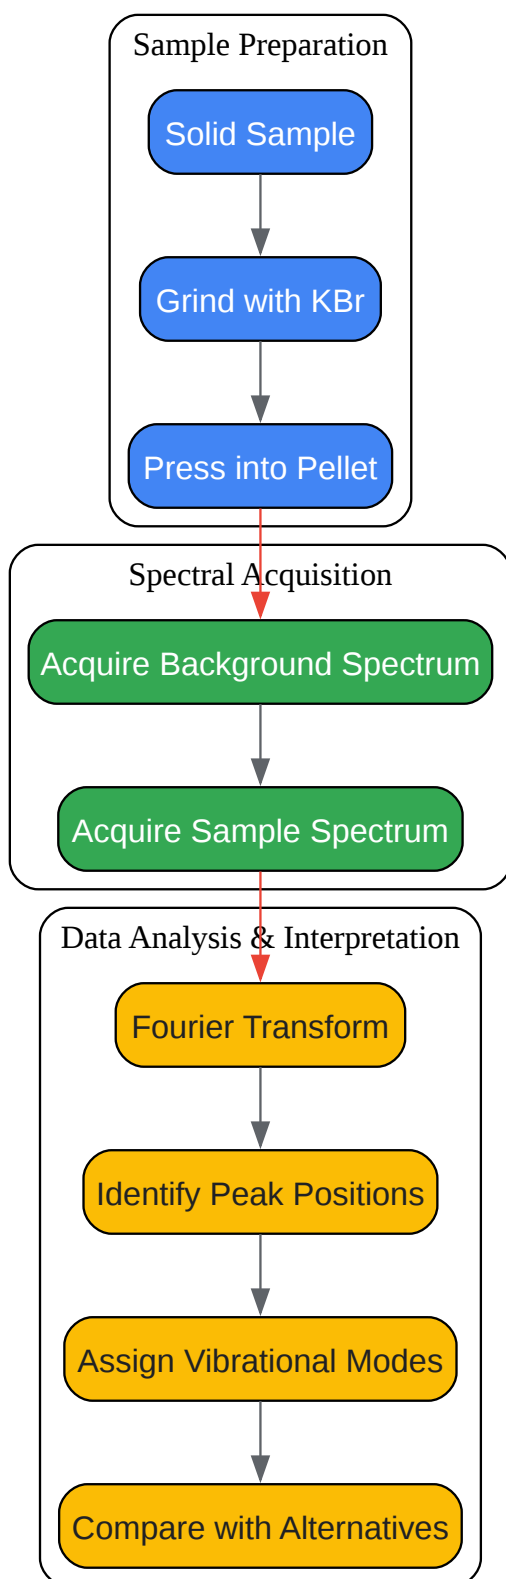 Sample Preparation
Solid Sample
Grind with KBr
Press into Pellet
Spectral Acquisition
Acquire Background Spectrum
Acquire Sample Spectrum
Data Analysis & Interpretation
Fourier Transform
Identify Peak Positions
Assign Vibrational Modes
Compare with Alternatives